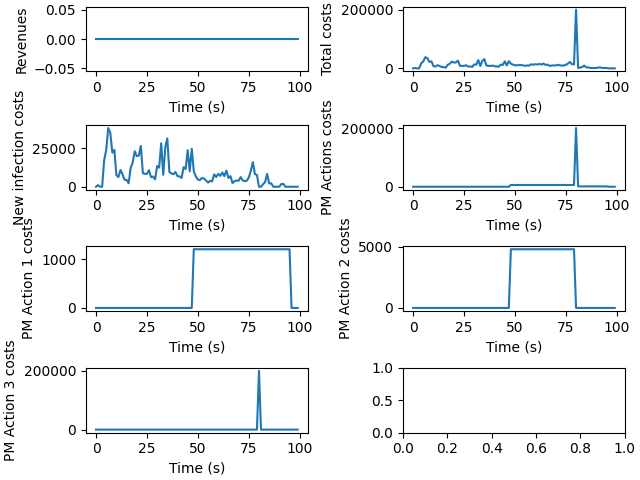 Revenues
0.05
0.00
−0.05
0 25 50 75 100
Time (s)
Total costs
200000
0
0 25 50 75 100
Time (s)
New infection costs
25000
0
0 25 50 75 100
Time (s)
PM Actions costs
200000
0
0 25 50 75 100
Time (s)
PM Action 1 costs
1000
0
0 25 50 75 100
Time (s)
PM Action 2 costs
5000
0
0 25 50 75 100
Time (s)
PM Action 3 costs
200000
0
0 25 50 75 100
Time (s)
1.0
0.5
0.0
0.0 0.2 0.4 0.6 0.8 1.0